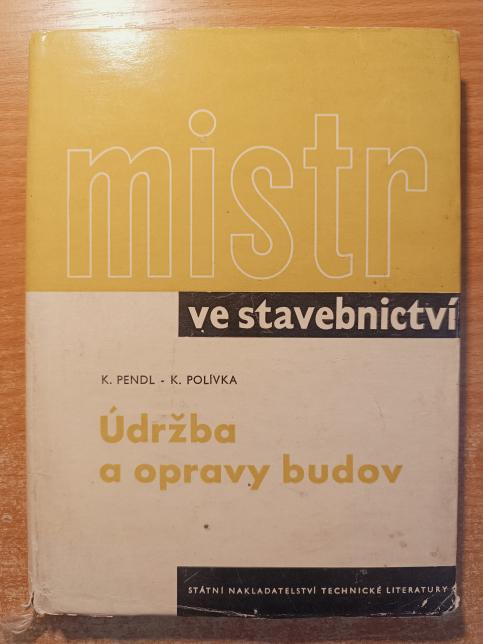 mistr
ve stavebnictví
K. PENDL - K. POLÍVKA
Údržba
a opravy budov
STÁTNÍ NAKLADATELSTVÍ TECHNICKÉ LITERATURY